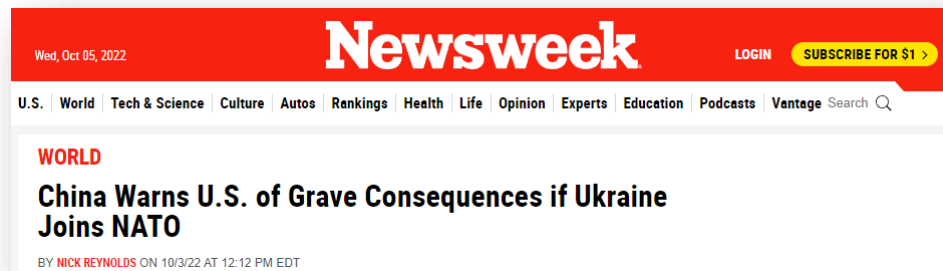 Wed, Oct 05, 2022
Newsweek
LOGIN
SUBSCRIBE FOR $1 >
U.S. World Tech & Science Culture Autos Rankings Health Life Opinion Experts Education Podcasts Vantage Search
WORLD
China Warns U.S. of Grave Consequences if Ukraine
Joins NATO
BY NICK REYNOLDS ON 10/3/22 AT 12:12 PM EDT